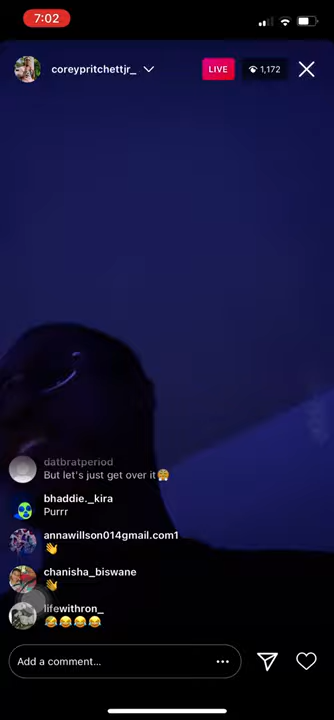 7:02
coreypritchettjr_
LIVE
1,172
datbratperiod
But let's just get over it😤
bhaddie._kira
Purrr
annawillson014gmail.com1
👋
chanisha_biswane
👋
lifewithron_
😂😂😂😂
Add a comment...